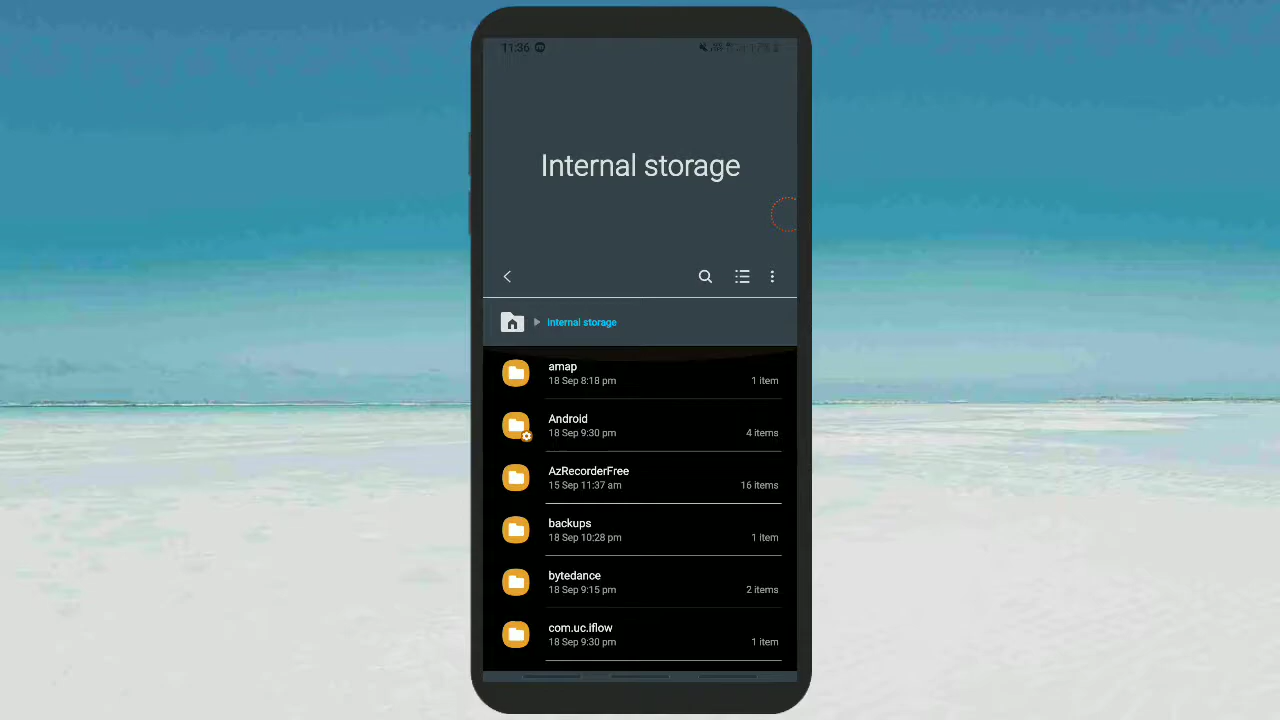 11:36
Internal storage
Internal storage
amap
18 Sep 8:18 pm
1 item
Android
18 Sep 9:30 pm
4 items
AzRecorderFree
15 Sep 11:37 am
16 items
backups
18 Sep 10:28 pm
1 item
bytedance
18 Sep 9:15 pm
2 items
com.uc.iflow
18 Sep 9:30 pm
1 item